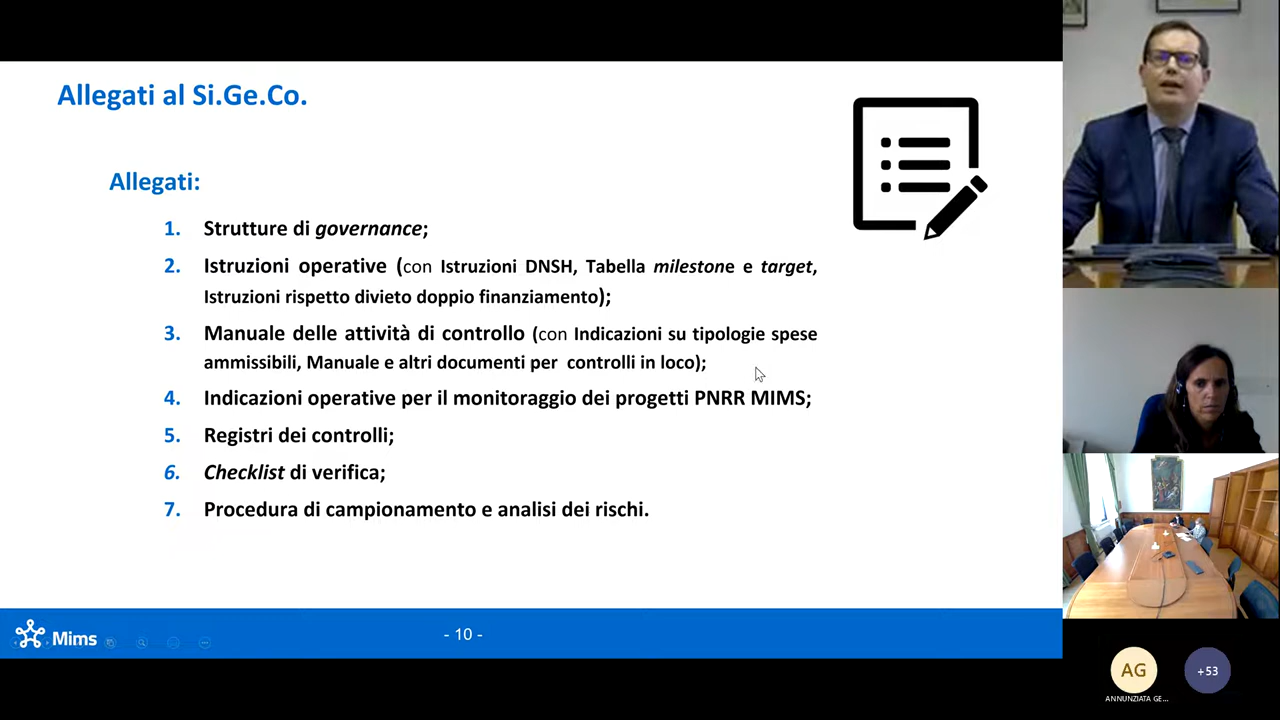 Allegati al Si.Ge.Co.
Allegati:
1. Strutture di governance;
2. Istruzioni operative (con Istruzioni DNSH, Tabella milestone e target,
Istruzioni rispetto divieto doppio finanziamento);
3. Manuale delle attività di controllo (con Indicazioni su tipologie spese
ammissibili, Manuale e altri documenti per controlli in loco);
4. Indicazioni operative per il monitoraggio dei progetti PNRR MIMS;
5. Registri dei controlli;
6. Checklist di verifica;
7. Procedura di campionamento e analisi dei rischi.
Mims
- 10 -
AG
+53
ANNUNZIATA GE...